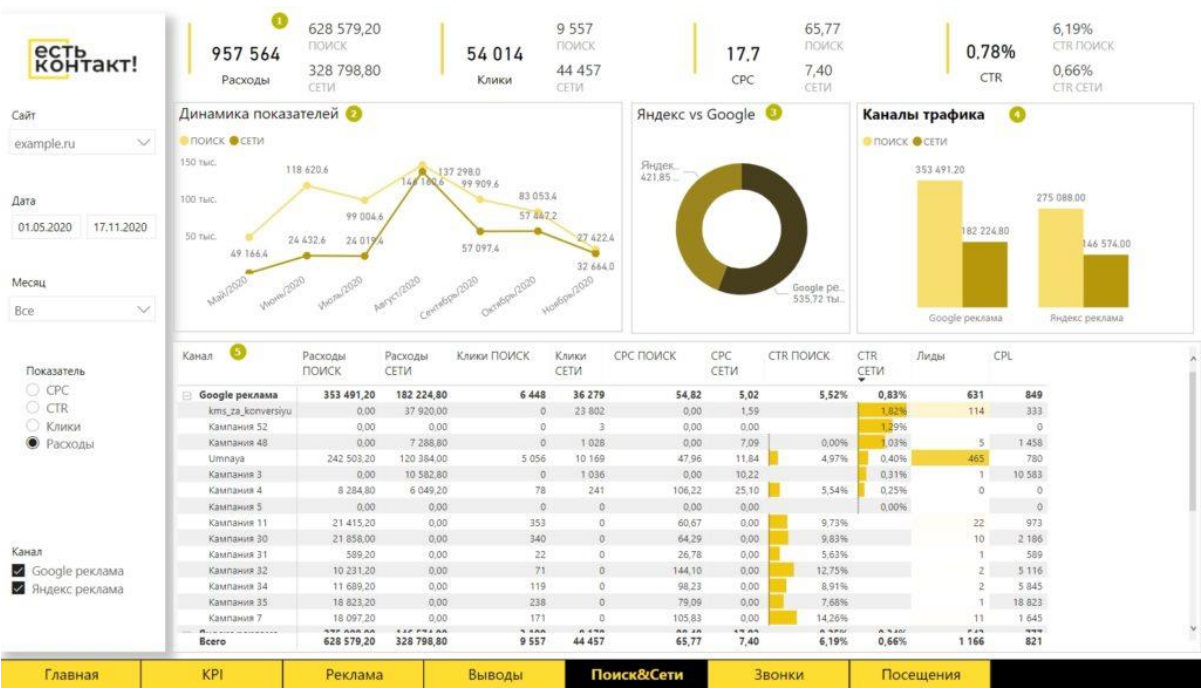 есть
контакт!
Сайт
example.ru
Дата
01.05.2020 17.11.2020
Месяц
Все
Показатель
CPC
CTR
Клики
Расходы
Канал
Google реклама
Яндекс реклама
1
957 564
Расходы
628 579,20
ПОИСК
328 798,80
СЕТИ
54 014
Клики
9 557
ПОИСК
44 457
СЕТИ
17,7
CPC
65,77
ПОИСК
7,40
СЕТИ
0,78%
CTR
6,19%
CTR ПОИСК
0,66%
CTR СЕТИ
Динамика показателей 2
ПОИСК СЕТИ
150 тыс.
100 тыс.
50 тыс.
49 166,4
118 620,6
99 004,6
24 432,6
24 019,4
146 160,6
137 298,0
99 909,6
57 097,4
83 053,4
57 447,2
27 422,4
32 664,0
Май/2020 Июнь/2020 Июль/2020 Август/2020 Сентябрь/2020 Октябрь/2020 Ноябрь/2020
Яндекс vs Google 3
Яндек...
421,85 ...
Google ре...
535,72 ты...
Каналы трафика 4
ПОИСК СЕТИ
353 491,20
182 224,80
275 088,00
146 574,00
Google реклама Яндекс реклама
5
Канал Расходы ПОИСК Расходы СЕТИ Клики ПОИСК Клики СЕТИ CPC ПОИСК CPC СЕТИ CTR ПОИСК CTR СЕТИ Лиды CPL
Google реклама 353 491,20 182 224,80 6 448 36 279 54,82 5,02 5,52% 0,83% 631 849
kms_za_konversiyu 0,00 37 920,00 0 23 802 0,00 1,59 1,82% 114 333
Кампания 52 0,00 0,00 0 3 0,00 0,00 1,29% 0
Кампания 48 0,00 7 288,80 0 1 028 0,00 7,09 0,00% 1,03% 5 1 458
Umnaya 242 503,20 120 384,00 5 056 10 169 47,96 11,84 4,97% 0,40% 465 780
Кампания 3 0,00 10 582,80 0 1 036 0,00 10,22 0,31% 1 10 583
Кампания 4 8 284,80 6 049,20 78 241 106,22 25,10 5,54% 0,25% 0 0
Кампания 5 0,00 0,00 0 0 0,00 0,00 0,00% 0
Кампания 11 21 415,20 0,00 353 0 60,67 0,00 9,73% 22 973
Кампания 30 21 858,00 0,00 340 0 64,29 0,00 9,83% 10 2 186
Кампания 31 589,20 0,00 22 0 26,78 0,00 5,63% 1 589
Кампания 32 10 231,20 0,00 71 0 144,10 0,00 12,75% 2 5 116
Кампания 34 11 689,20 0,00 119 0 98,23 0,00 8,91% 2 5 845
Кампания 35 18 823,20 0,00 238 0 79,09 0,00 7,68% 1 18 823
Кампания 7 18 097,20 0,00 171 0 105,83 0,00 14,26% 11 1 645
Всего 628 579,20 328 798,80 9 557 44 457 65,77 7,40 6,19% 0,66% 1 166 821
Главная KPI Реклама Выводы Поиск&Сети Звонки Посещения